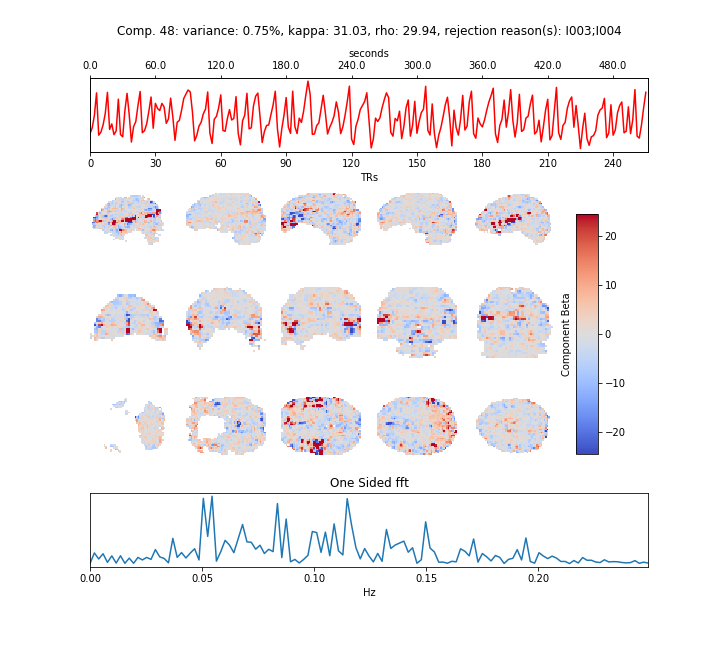 Comp. 48: variance: 0.75%, kappa: 31.03, rho: 29.94, rejection reason(s): I003;I004
seconds
0.0 60.0 120.0 180.0 240.0 300.0 360.0 420.0 480.0
0 30 60 90 120 150 180 210 240
TRs
20
10
0
−10
−20
Component Beta
One Sided fft
0.00 0.05 0.10 0.15 0.20
Hz